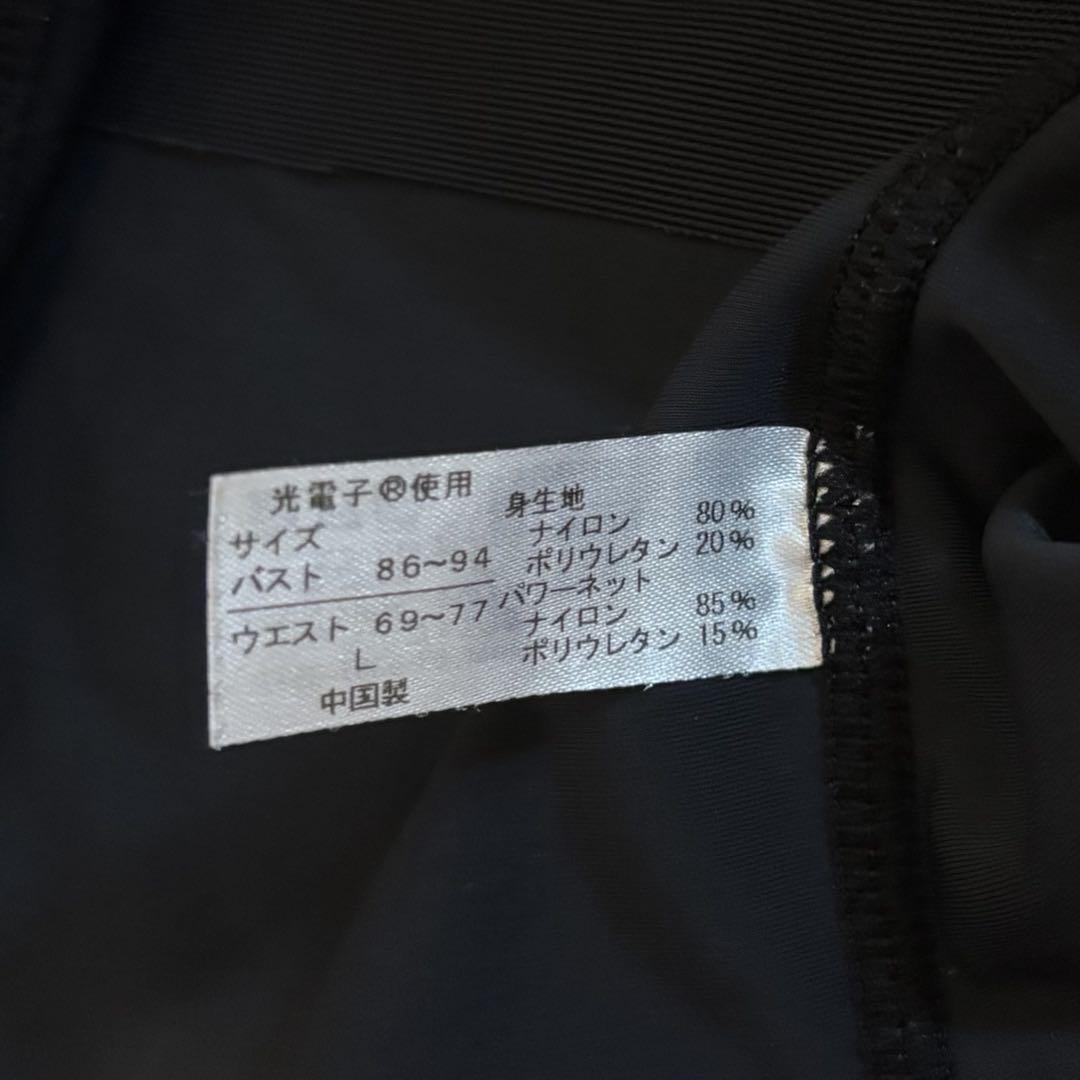 光電子®使用
サイズ
バスト 86~94
ウエスト 69~77
L
中国製
身生地
ナイロン 80%
ポリウレタン 20%
パワーネット
ナイロン 85%
ポリウレタン 15%